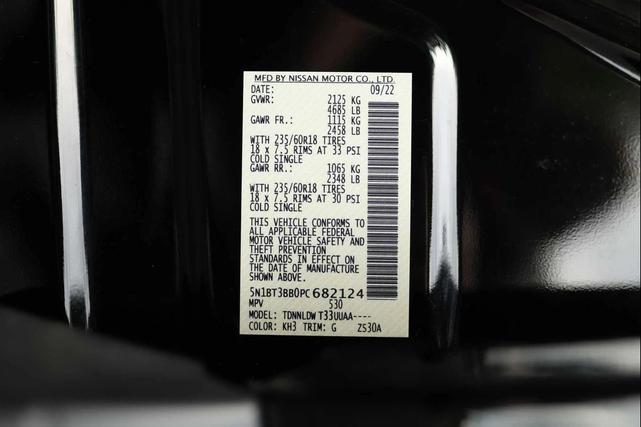 MFD BY NISSAN MOTOR CO., LTD.
DATE: 09/22
GVWR: 2125 KG
4685 LB
GAWR FR.: 1115 KG
2458 LB
WITH 235/60R18 TIRES
18 x 7.5 RIMS AT 33 PSI
COLD SINGLE
GAWR RR.: 1065 KG
2348 LB
WITH 235/60R18 TIRES
18 x 7.5 RIMS AT 30 PSI
COLD SINGLE
THIS VEHICLE CONFORMS TO
ALL APPLICABLE FEDERAL
MOTOR VEHICLE SAFETY AND
THEFT PREVENTION
STANDARDS IN EFFECT ON
THE DATE OF MANUFACTURE
SHOWN ABOVE.
5N1BT3BB0PC682124
MPV 530
MODEL: TDNNLDW T33UUAA----
COLOR: KH3 TRIM: G ZS30A